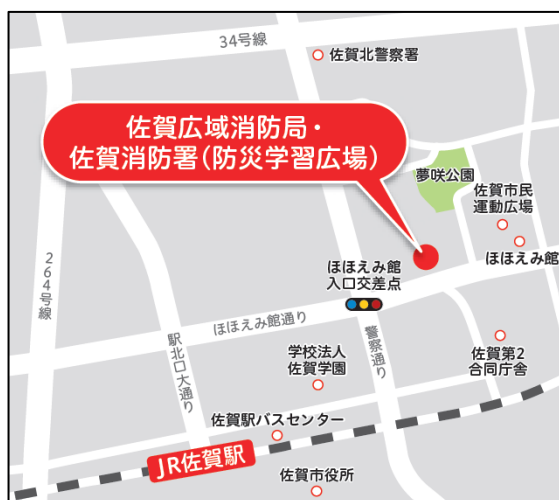 34号線
佐賀北警察署
佐賀広域消防局・
佐賀消防署(防災学習広場)
夢咲公園
佐賀市民
運動広場
ほほえみ館
264号線
ほほえみ館
入口交差点
ほほえみ館通り
駅北口大通り
警察通り
学校法人
佐賀学園
佐賀第2
合同庁舎
佐賀駅バスセンター
JR佐賀駅
佐賀市役所